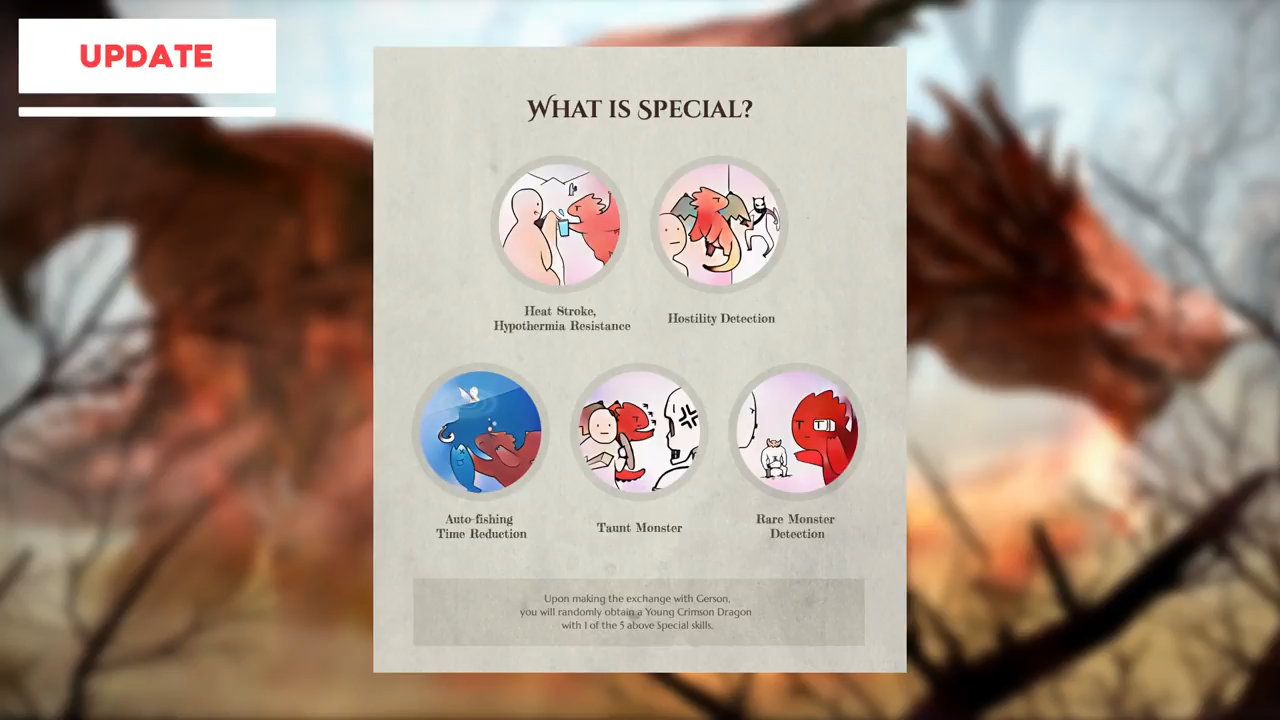 UPDATE
What is Special?
Heat Stroke,
Hypothermia Resistance
Hostility Detection
Auto-fishing
Time Reduction
Taunt Monster
Rare Monster
Detection
Upon making the exchange with Gerson,
you will randomly obtain a Young Crimson Dragon
with 1 of the 5 above Special skills.